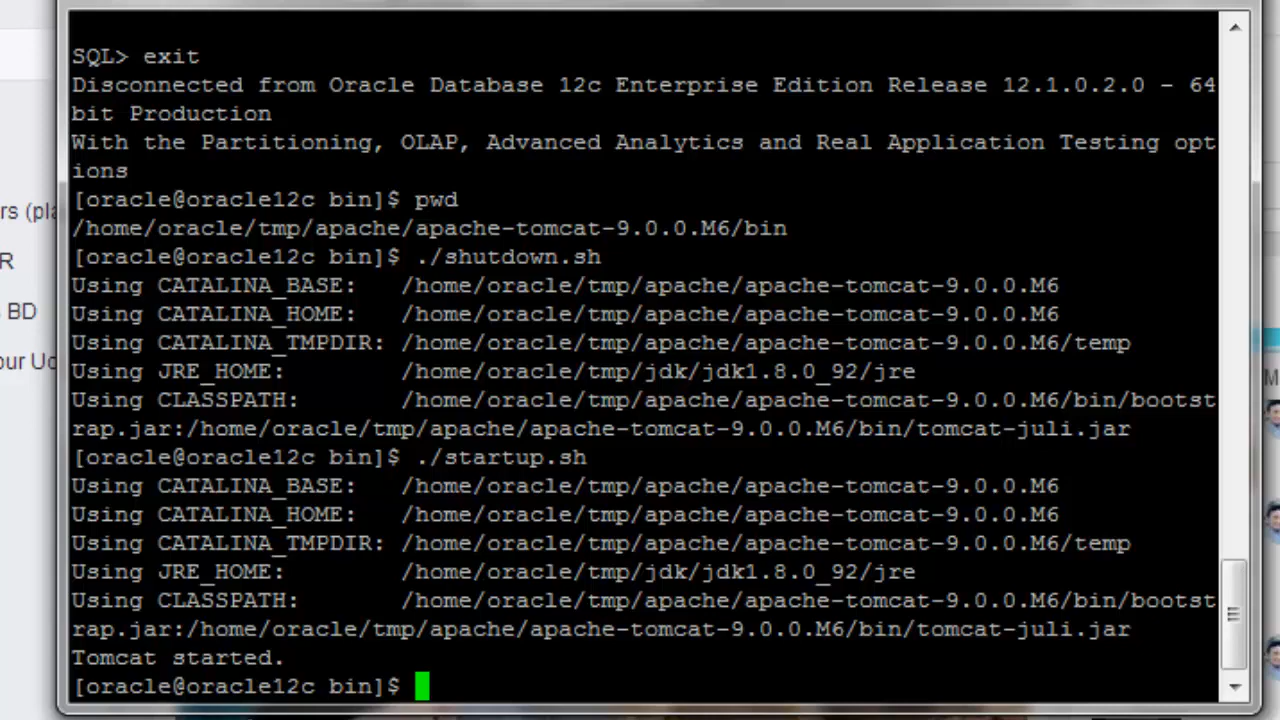 SQL> exit
Disconnected from Oracle Database 12c Enterprise Edition Release 12.1.0.2.0 - 64
bit Production
With the Partitioning, OLAP, Advanced Analytics and Real Application Testing opt
ions
[oracle@oracle12c bin]$ pwd
/home/oracle/tmp/apache/apache-tomcat-9.0.0.M6/bin
[oracle@oracle12c bin]$ ./shutdown.sh
Using CATALINA_BASE:   /home/oracle/tmp/apache/apache-tomcat-9.0.0.M6
Using CATALINA_HOME:   /home/oracle/tmp/apache/apache-tomcat-9.0.0.M6
Using CATALINA_TMPDIR: /home/oracle/tmp/apache/apache-tomcat-9.0.0.M6/temp
Using JRE_HOME:        /home/oracle/tmp/jdk/jdk1.8.0_92/jre
Using CLASSPATH:       /home/oracle/tmp/apache/apache-tomcat-9.0.0.M6/bin/bootst
rap.jar:/home/oracle/tmp/apache/apache-tomcat-9.0.0.M6/bin/tomcat-juli.jar
[oracle@oracle12c bin]$ ./startup.sh
Using CATALINA_BASE:   /home/oracle/tmp/apache/apache-tomcat-9.0.0.M6
Using CATALINA_HOME:   /home/oracle/tmp/apache/apache-tomcat-9.0.0.M6
Using CATALINA_TMPDIR: /home/oracle/tmp/apache/apache-tomcat-9.0.0.M6/temp
Using JRE_HOME:        /home/oracle/tmp/jdk/jdk1.8.0_92/jre
Using CLASSPATH:       /home/oracle/tmp/apache/apache-tomcat-9.0.0.M6/bin/bootst
rap.jar:/home/oracle/tmp/apache/apache-tomcat-9.0.0.M6/bin/tomcat-juli.jar
Tomcat started.
[oracle@oracle12c bin]$
BD